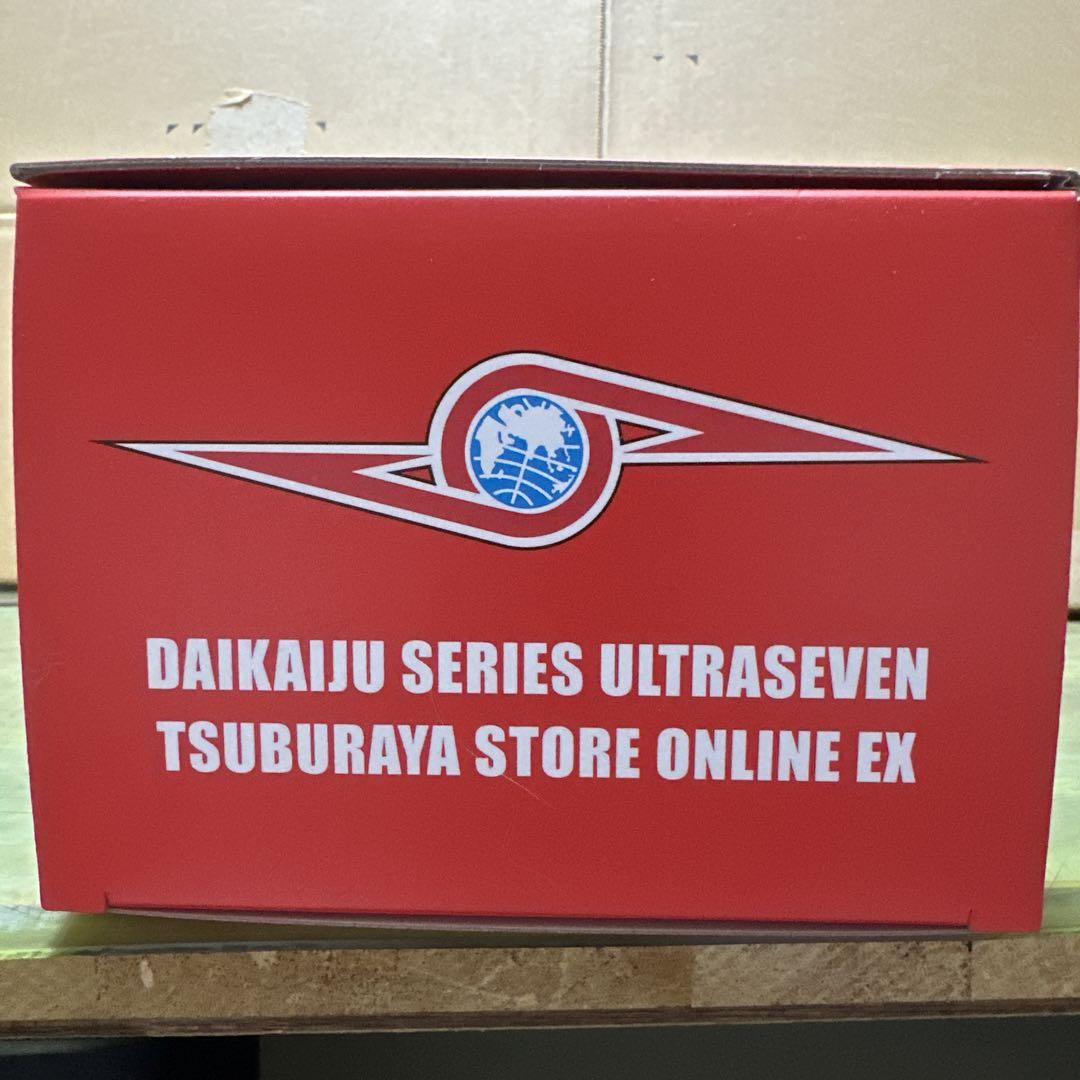 DAIKAIJU SERIES ULTRASEVEN
TSUBURAYA STORE ONLINE EX